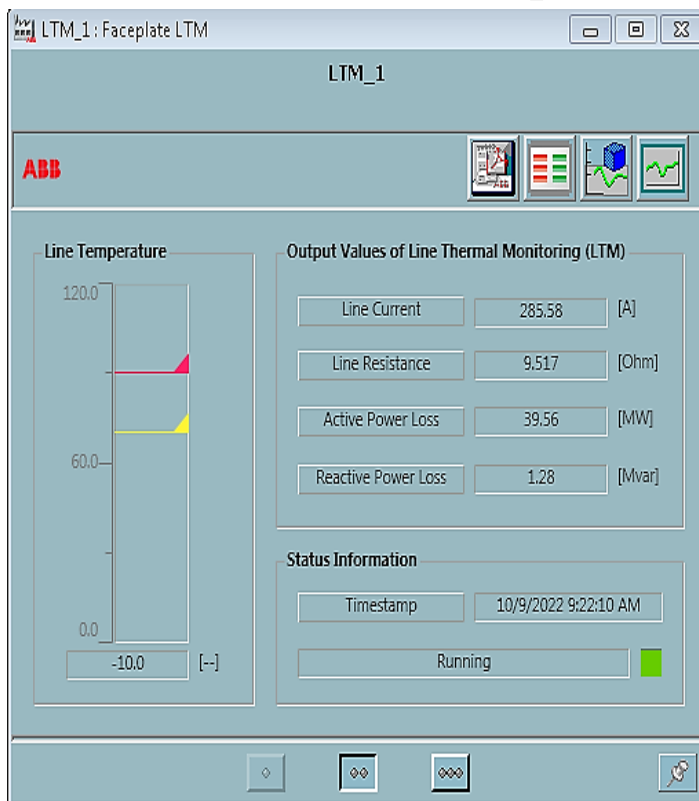 LTM_1 : Faceplate LTM
LTM_1
ABB
Line Temperature
120.0
60.0
0.0
-10.0 [--]
Output Values of Line Thermal Monitoring (LTM)
Line Current 285.58 [A]
Line Resistance 9.517 [Ohm]
Active Power Loss 39.56 [MW]
Reactive Power Loss 1.28 [Mvar]
Status Information
Timestamp 10/9/2022 9:22:10 AM
Running